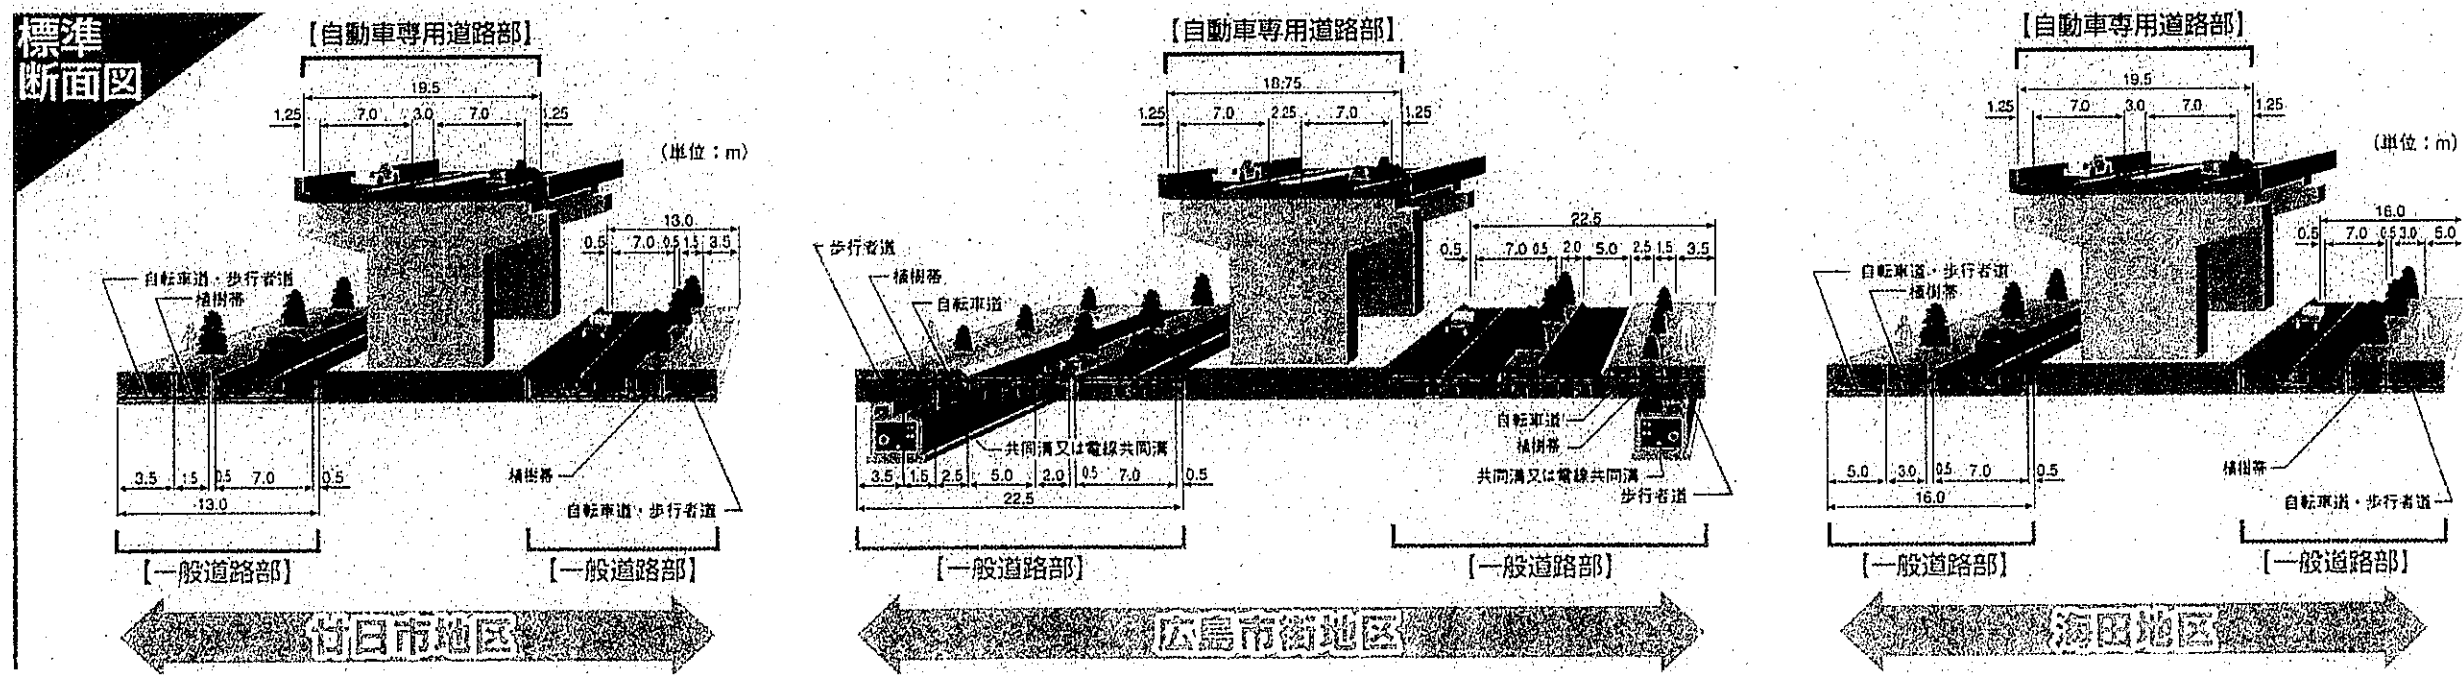 標準
断面図
【自動車専用道路部】
19.5
1.25 7.0 3.0 7.0 1.25
(単位:m)
13.0
0.5 7.0 0.5 1.5 3.5
自転車道・歩行者道
植樹帯
3.5 1.5 0.5 7.0 0.5
13.0
植樹帯
自転車道・歩行者道
【一般道路部】 【一般道路部】
廿日市地区
【自動車専用道路部】
18.75
1.25 7.0 2.25 7.0 1.25
22.5
0.5 7.0 0.5 2.0 5.0 2.5 1.5 3.5
歩行者道
植樹帯
自転車道
共同溝又は電線共同溝
3.5 1.5 2.5 5.0 2.0 0.5 7.0 0.5
22.5
自転車道
植樹帯
共同溝又は電線共同溝
歩行者道
【一般道路部】 【一般道路部】
広島市街地区
【自動車専用道路部】
19.5
1.25 7.0 3.0 7.0 1.25
(単位:m)
16.0
0.5 7.0 0.5 3.0 5.0
自転車道・歩行者道
植樹帯
5.0 3.0 0.5 7.0 0.5
16.0
植樹帯
自転車道・歩行者道
【一般道路部】 【一般道路部】
海田地区